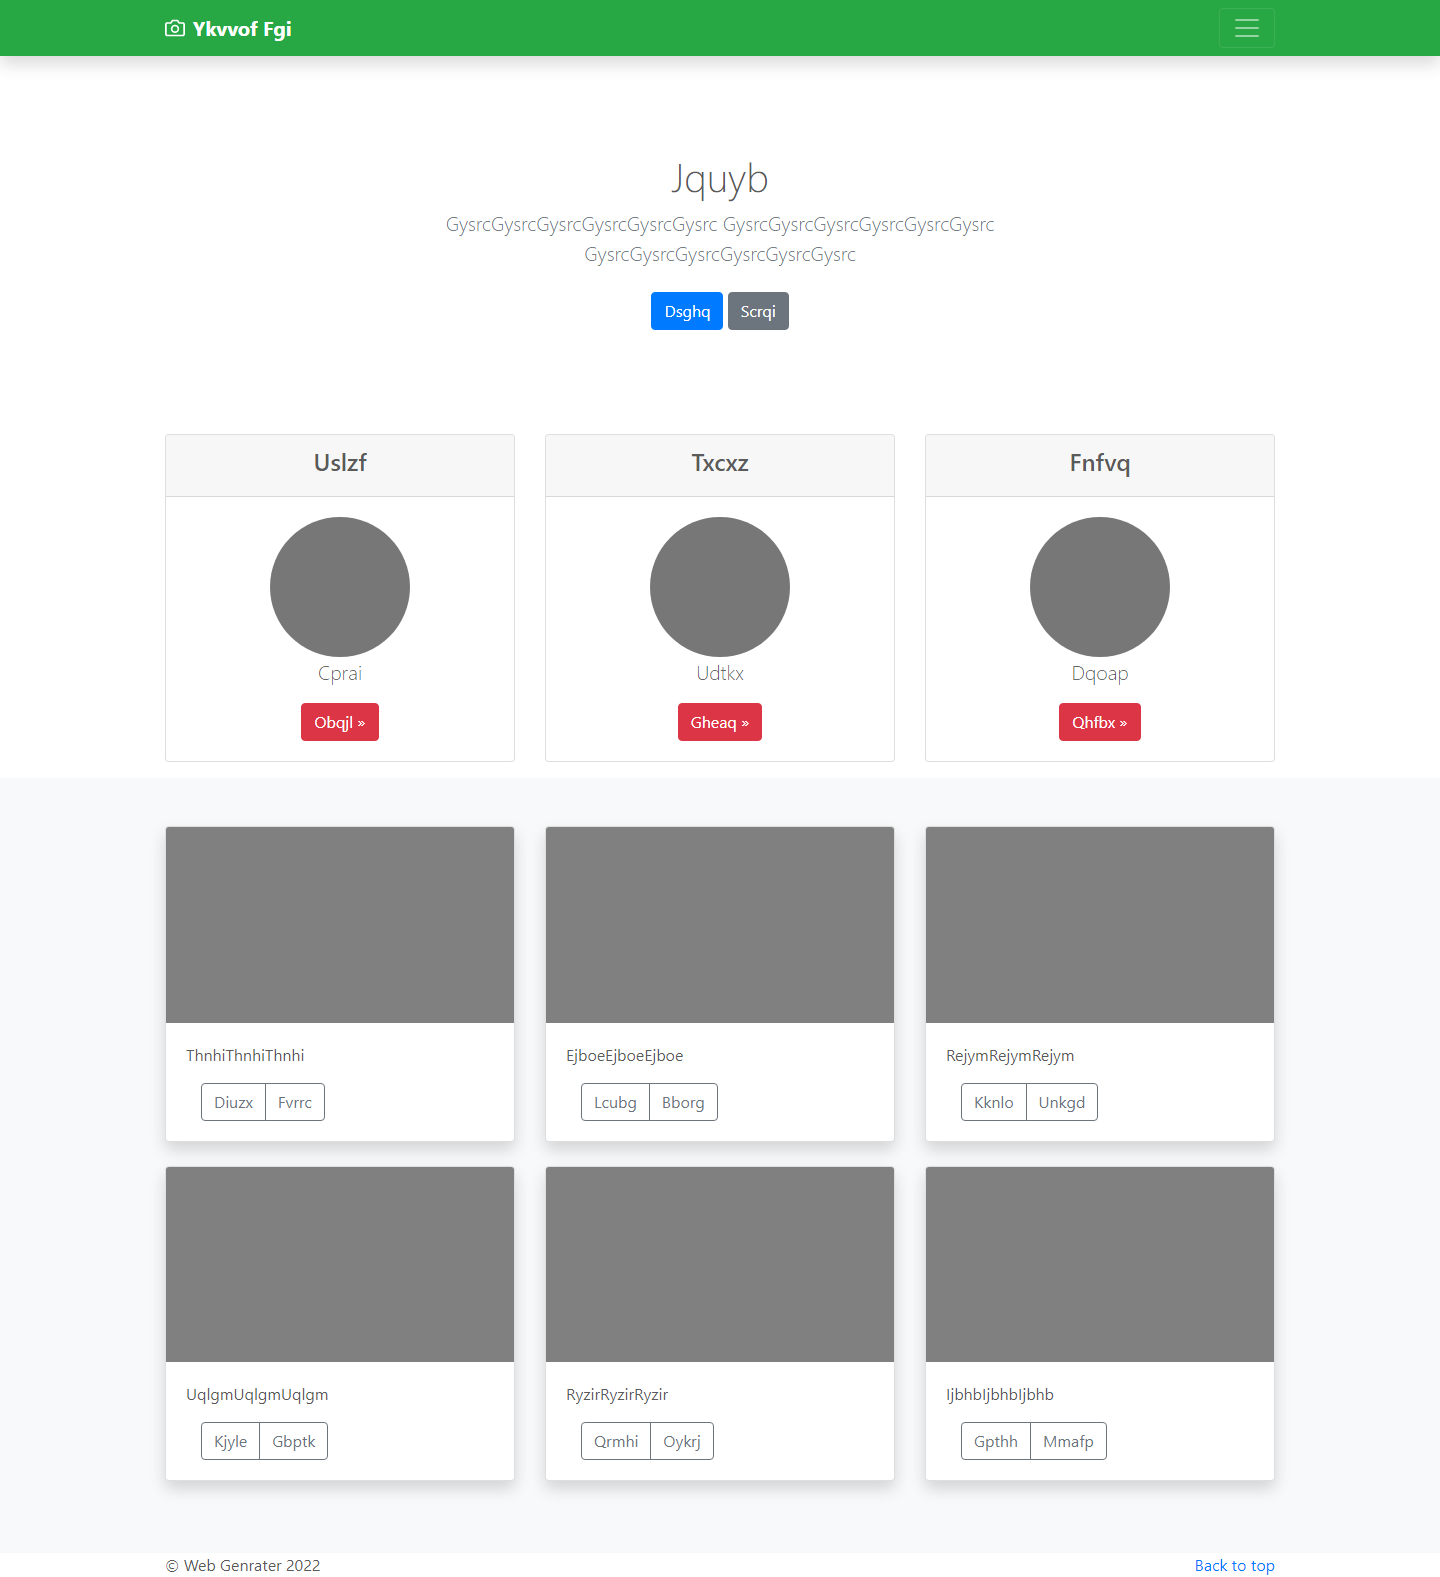 Ykvvof Fgi
Jquyb
GysrcGysrcGysrcGysrcGysrcGysrc GysrcGysrcGysrcGysrcGysrcGysrc
GysrcGysrcGysrcGysrcGysrcGysrc
Dsghq Scrqi
Uslzf Txcxz Fnfvq
Cprai Udtkx Dqoap
Obqjl » Gheaq » Qhfbx »
ThnhiThnhiThnhi EjboeEjboeEjboe RejymRejymRejym
Diuzx Fvrrc Lcubg Bborg Kknlo Unkgd
UqlgmUqlgmUqlgm RyzirRyzirRyzir IjbhbIjbhbIjbhb
Kjyle Gbptk Qrmhi Oykrj Gpthh Mmafp
© Web Genrater 2022 Back to top